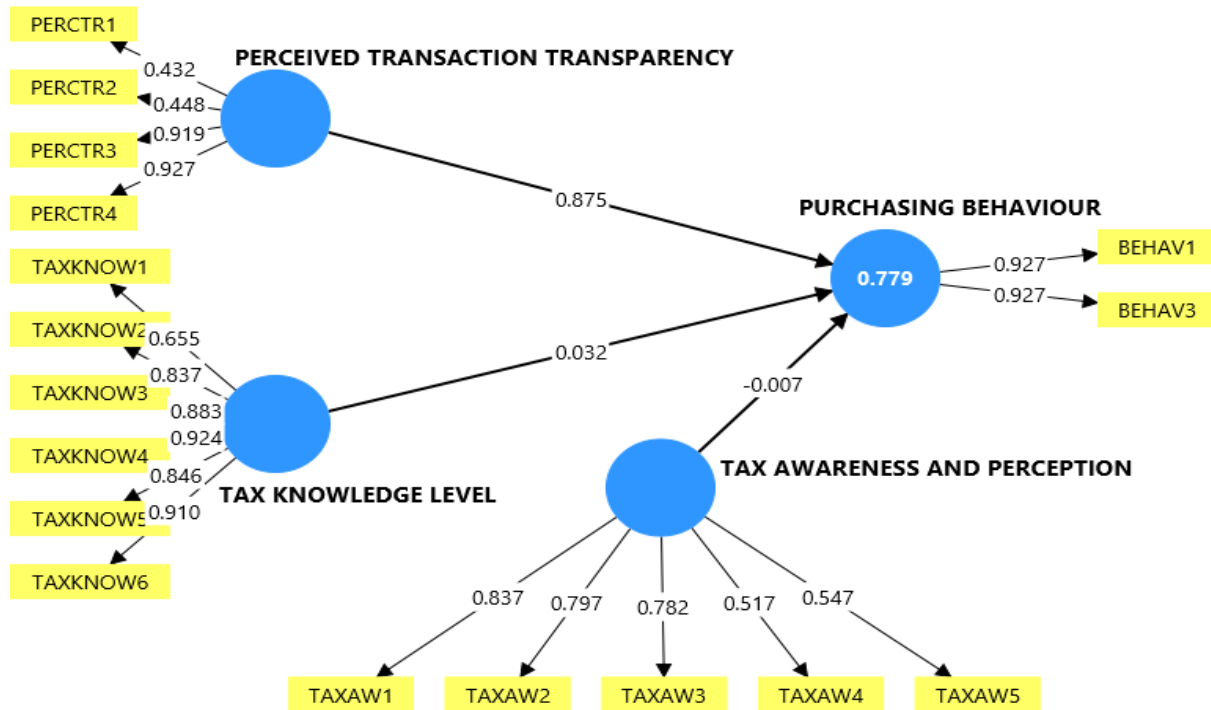 PERCTR1
PERCEIVED TRANSACTION TRANSPARENCY
0.432
PERCTR2
0.448
0.919
PERCTR3
0.927
PERCTR4
0.875
PURCHASING BEHAVIOUR
0.779
0.927
BEHAV1
0.927
BEHAV3
TAXKNOW1
TAXKNOW2
0.655
0.837
TAXKNOW3
0.883
0.924
TAXKNOW4
0.846
TAXKNOW5
0.910
TAXKNOW6
TAX KNOWLEDGE LEVEL
0.032
-0.007
TAX AWARENESS AND PERCEPTION
0.837
0.797
0.782
0.517
0.547
TAXAW1
TAXAW2
TAXAW3
TAXAW4
TAXAW5